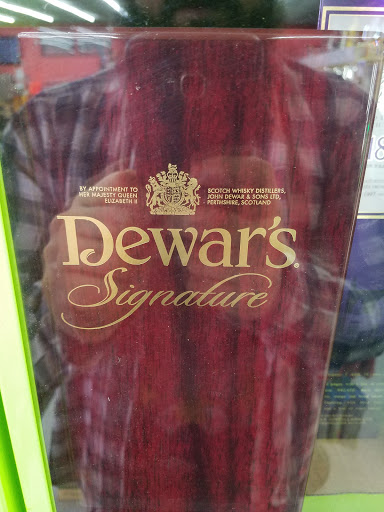 BY APPOINTMENT TO
HER MAJESTY QUEEN
ELIZABETH II
SCOTCH WHISKY DISTILLERS,
JOHN DEWAR & SONS LTD,
PERTHSHIRE, SCOTLAND
Dewar's®
Signature
8